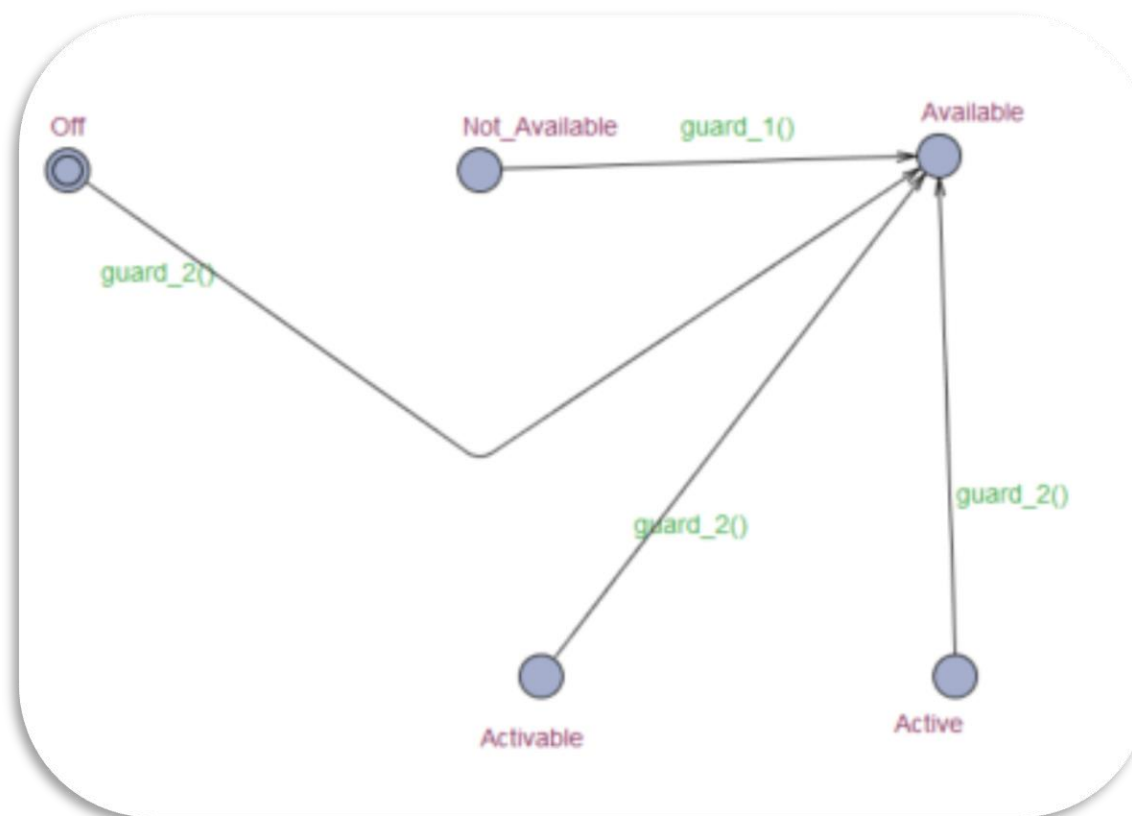 Off
Not_Available
guard_1()
Available
guard_2()
guard_2()
guard_2()
Activable
Active